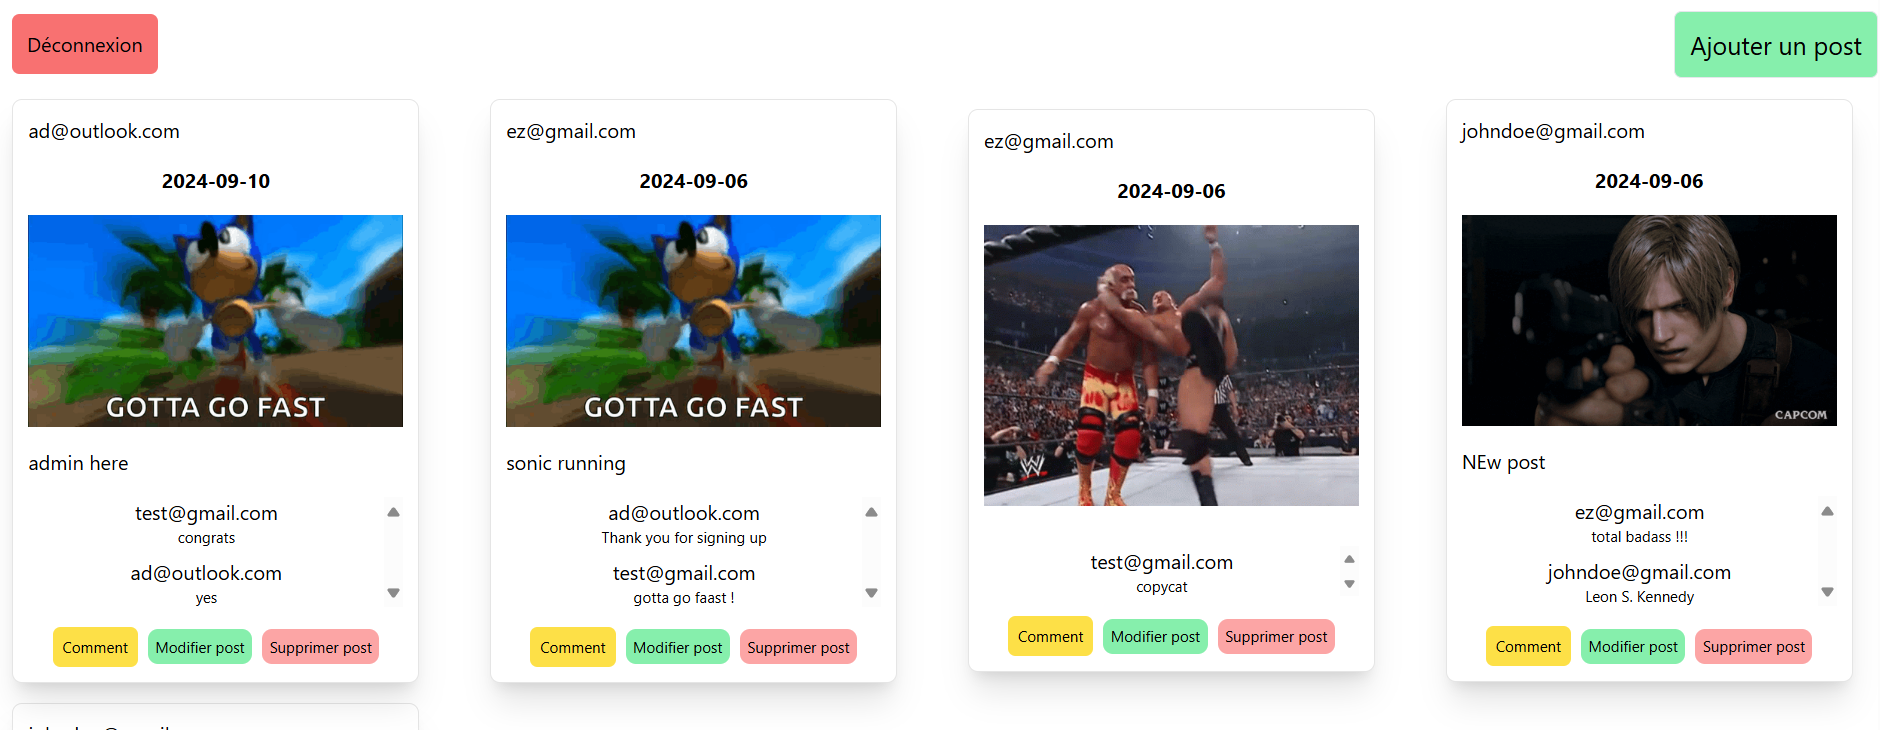 Déconnexion
Ajouter un post
ad@outlook.com
2024-09-10
GOTTA GO FAST
admin here
test@gmail.com
congrats
ad@outlook.com
yes
Comment
Modifier post
Supprimer post
ez@gmail.com
2024-09-06
GOTTA GO FAST
sonic running
ad@outlook.com
Thank you for signing up
test@gmail.com
gotta go faast !
Comment
Modifier post
Supprimer post
ez@gmail.com
2024-09-06
W
test@gmail.com
copycat
Comment
Modifier post
Supprimer post
johndoe@gmail.com
2024-09-06
CAPCOM
NEw post
ez@gmail.com
total badass !!!
johndoe@gmail.com
Leon S. Kennedy
Comment
Modifier post
Supprimer post